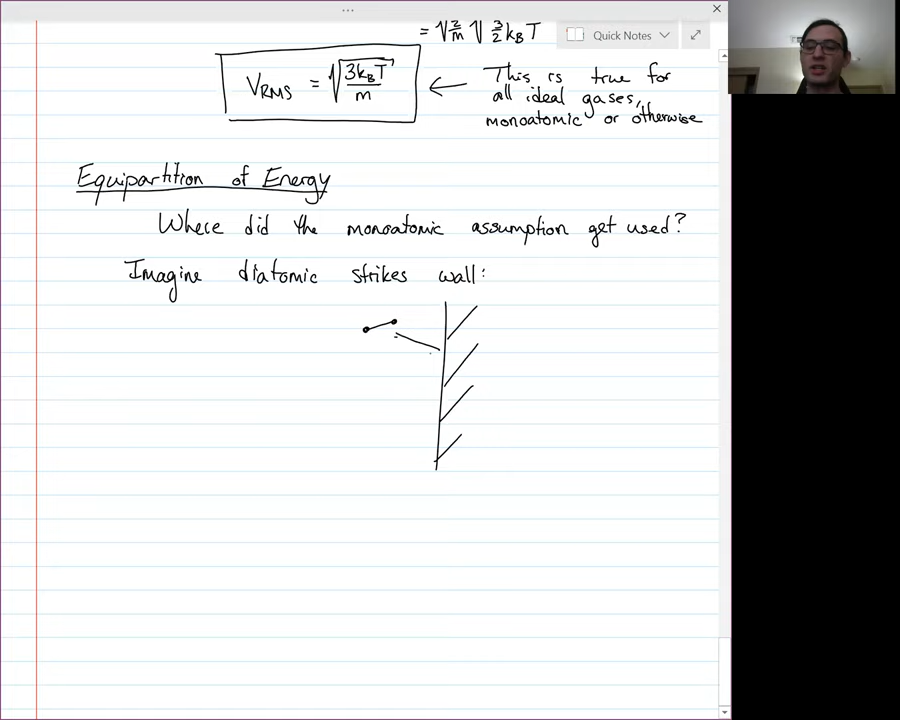 = √2/m √3/2 k_B T
Quick Notes
V_RMS = √3k_BT/m
This is true for
all ideal gases,
monoatomic or otherwise
Equipartition of Energy
Where did the monoatomic assumption get used?
Imagine diatomic strikes wall: